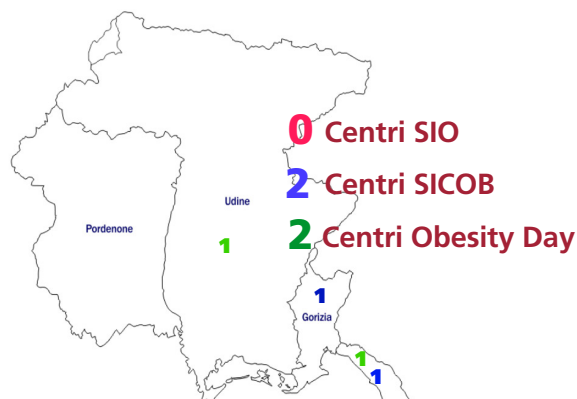 0 Centri SIO
2 Centri SICOB
Udine
Pordenone
2 Centri Obesity Day
1
1
Gorizia
1
1